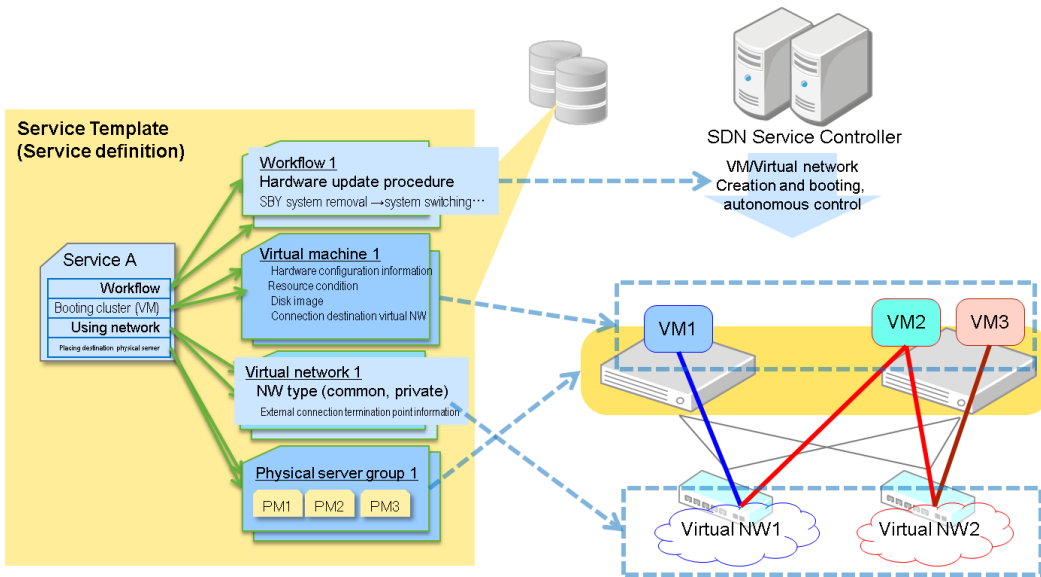 Service Template
(Service definition)
Service A
Workflow
Booting cluster (VM)
Using network
Placing destination physical server
Workflow 1
Hardware update procedure
SBY system removal →system switching⋯
Virtual machine 1
Hardware configuration information
Resource condition
Disk image
Connection destination virtual NW
Virtual network 1
NW type (common, private)
External connection termination point information
Physical server group 1
PM1
PM2
PM3
SDN Service Controller
VM/Virtual network
Creation and booting,
autonomous control
VM1
VM2
VM3
Virtual NW1
Virtual NW2